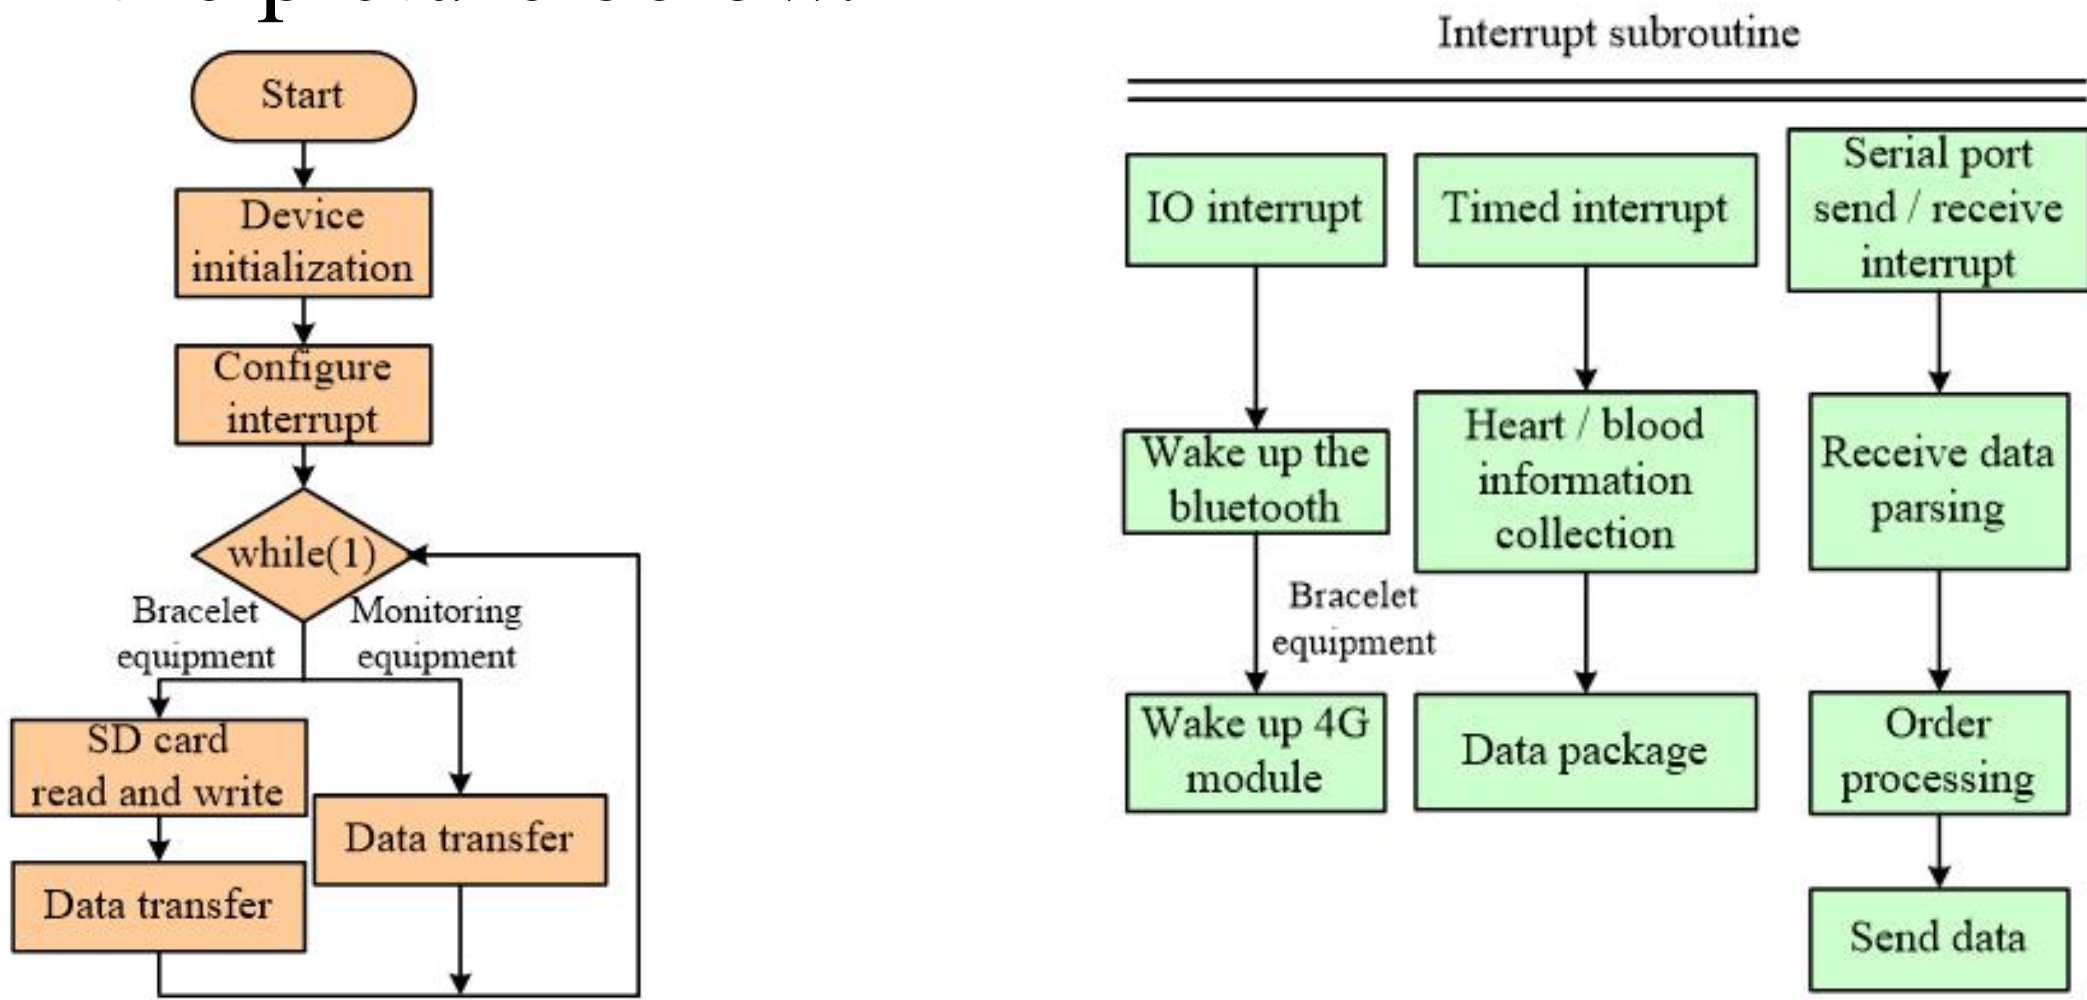 Start
Device
initialization
Configure
interrupt
while(1)
Bracelet
equipment
Monitoring
equipment
SD card
read and write
Data transfer
Data transfer
Interrupt subroutine
IO interrupt
Wake up the
bluetooth
Bracelet
equipment
Wake up 4G
module
Timed interrupt
Heart / blood
information
collection
Data package
Serial port
send / receive
interrupt
Receive data
parsing
Order
processing
Send data